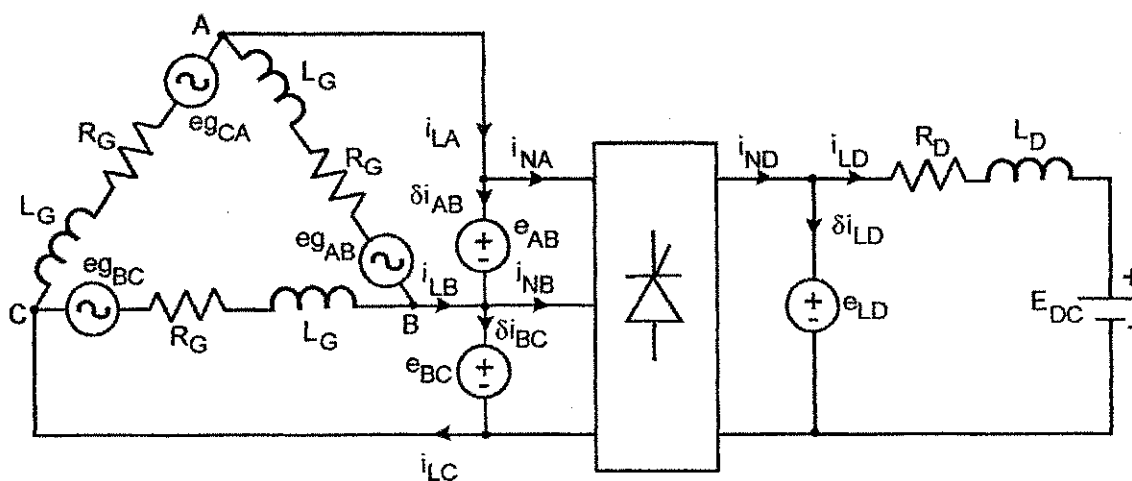 A
L_G
eg_CA
R_G
i_LA
R_G
i_NA
i_ND
i_LD
R_D
L_D
L_G
δi_AB
eg_AB
e_AB
δi_LD
eg_BC
i_LB
i_NB
C
B
R_G
L_G
δi_BC
e_LD
E_DC
+
-
e_BC
i_LC
+
-
+
-
+
-